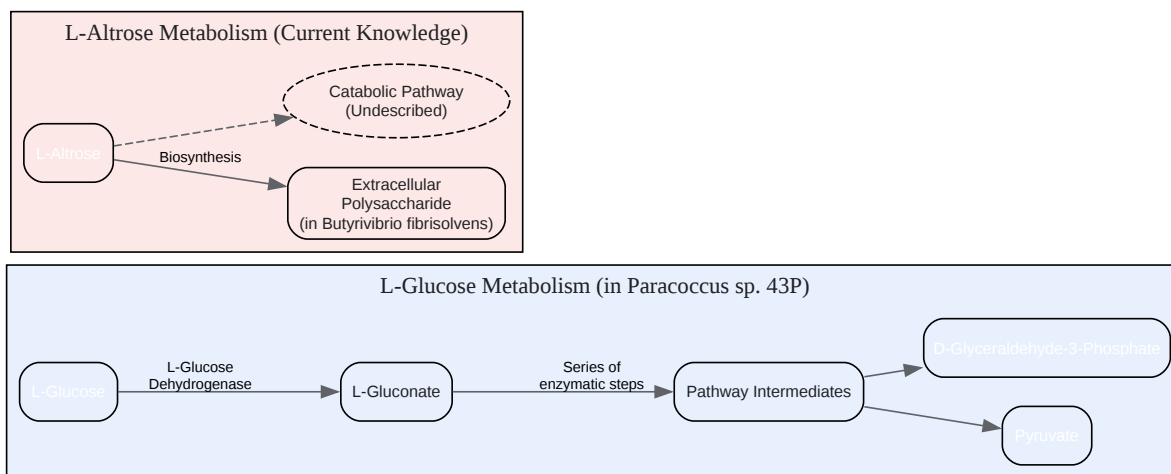 L-Altrose Metabolism (Current Knowledge)
Catabolic Pathway
(Undescribed)
L-Altrose
Biosynthesis
Extracellular
Polysaccharide
(in Butyrivibrio fibrisolvens)
L-Glucose Metabolism (in Paracoccus sp. 43P)
L-Glucose
L-Glucose
Dehydrogenase
L-Gluconate
Series of
enzymatic steps
Pathway Intermediates
D-Glyceraldehyde-3-Phosphate
Pyruvate